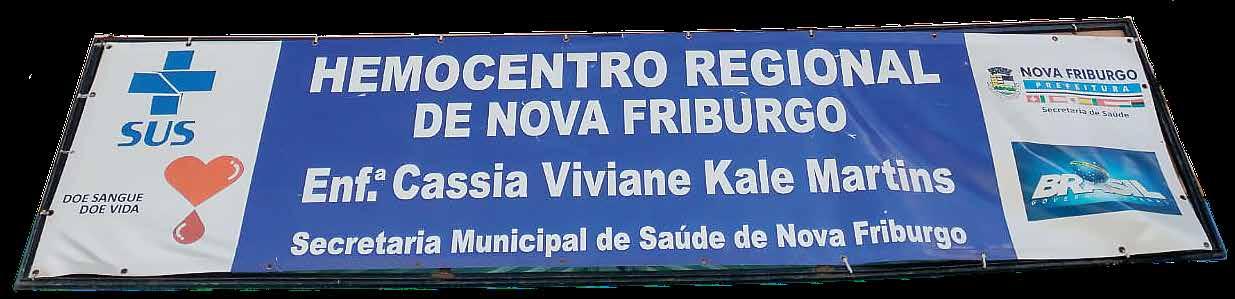 SUS
DOE SANGUE
DOE VIDA
HEMOCENTRO REGIONAL
DE NOVA FRIBURGO
Enf.ª Cassia Viviane Kale Martins
Secretaria Municipal de Saúde de Nova Friburgo
NOVA FRIBURGO
PREFEITURA
Secretaria de Saúde
BRASIL